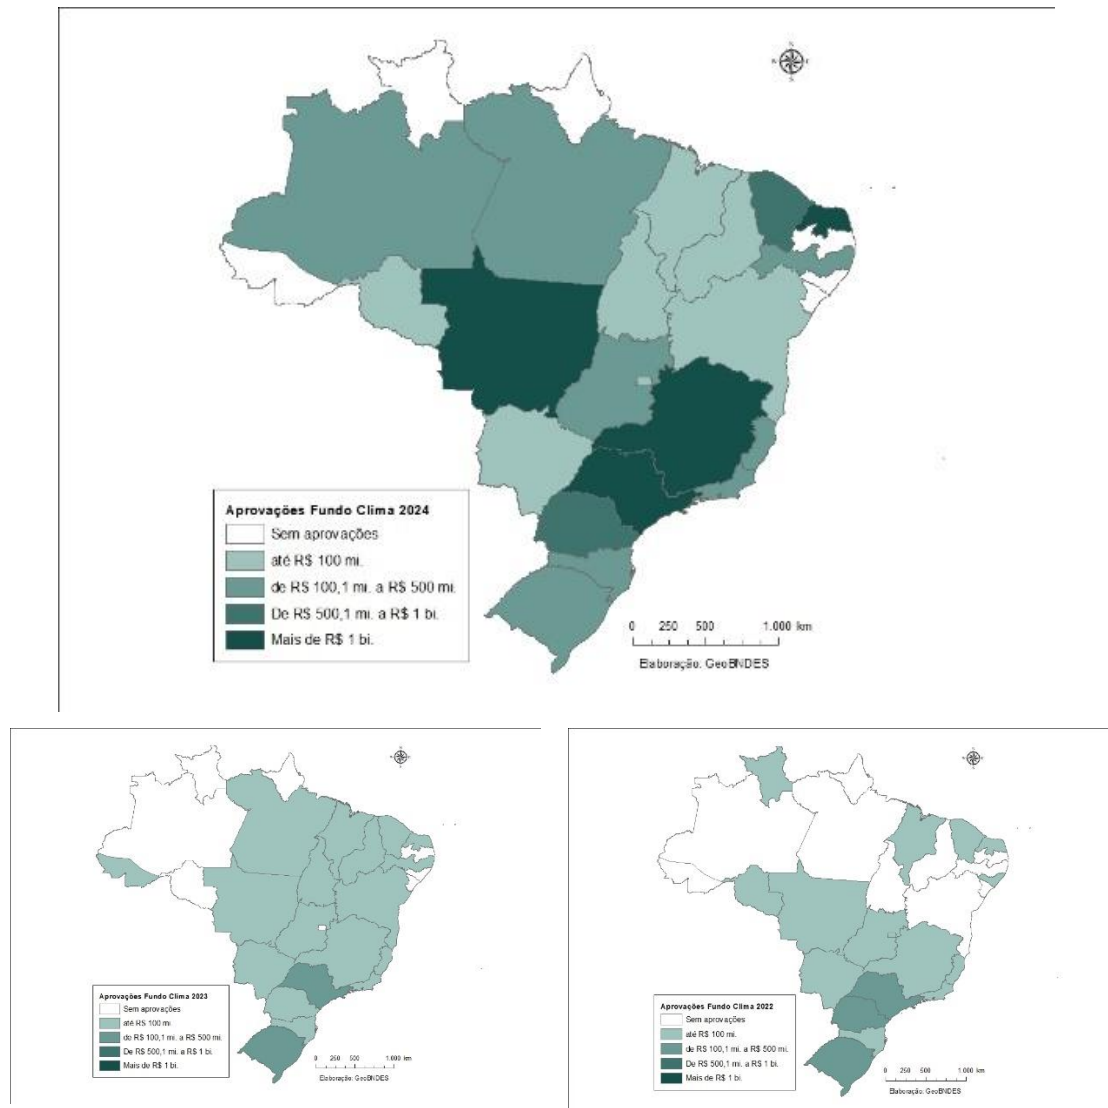 N
S
Aprovações Fundo Clima 2024
Sem aprovações
até R$ 100 mi.
de R$ 100,1 mi. a R$ 500 mi.
De R$ 500,1 mi. a R$ 1 bi.
Mais de R$ 1 bi.
0 250 500 1.000 km
Elaboração: GeoBNDES
Aprovações Fundo Clima 2023
Sem aprovações
até R$ 100 mi
de R$ 100,1 mi. a R$ 500 mi.
De R$ 500,1 mi. a R$ 1 bi.
Mais de R$ 1 bi.
0 250 500 1.000 km
Elaboração: GeoBNDES
Aprovações Fundo Clima 2022
Sem aprovações
até R$ 100 mi.
de R$ 100,1 mi. a R$ 500 mi.
De R$ 500,1 mi. a R$ 1 bi.
Mais de R$ 1 bi.
0 250 500 1.000 km
Elaboração: GeoBNDES